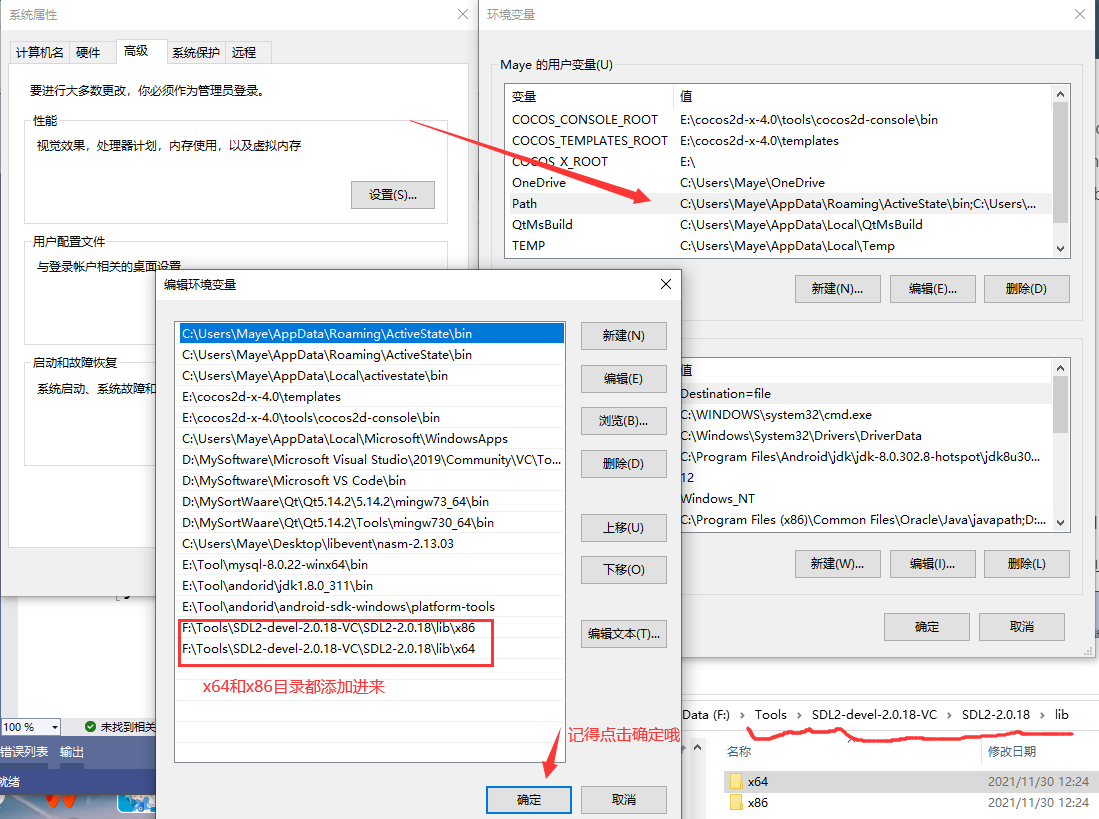 系统属性
计算机名
硬件
高级
系统保护
远程
要进行大多数更改，你必须作为管理员登录。
性能
视觉效果，处理器计划，内存使用，以及虚拟内存
设置(S)...
用户配置文件
与登录帐户相关的桌面设置
启动和故障恢复
系统启动、系统故障和
环境变量
Maye 的用户变量(U)
变量 值
COCOS_CONSOLE_ROOT E:\cocos2d-x-4.0\tools\cocos2d-console\bin
COCOS_TEMPLATES_ROOT E:\cocos2d-x-4.0\templates
COCOS_X_ROOT E:\
OneDrive C:\Users\Maye\OneDrive
Path C:\Users\Maye\AppData\Roaming\ActiveState\bin;C:\Users\...
QtMsBuild C:\Users\Maye\AppData\Local\QtMsBuild
TEMP C:\Users\Maye\AppData\Local\Temp
新建(N)... 编辑(E)... 删除(D)
值
Destination=file
C:\WINDOWS\system32\cmd.exe
C:\Windows\System32\Drivers\DriverData
C:\Program Files\Android\jdk\jdk-8.0.302.8-hotspot\jdk8u30...
12
Windows_NT
C:\Program Files (x86)\Common Files\Oracle\Java\javapath;D:...
新建(W)... 编辑(I)... 删除(L)
确定 取消
编辑环境变量
C:\Users\Maye\AppData\Roaming\ActiveState\bin
C:\Users\Maye\AppData\Roaming\ActiveState\bin
C:\Users\Maye\AppData\Local\activestate\bin
E:\cocos2d-x-4.0\templates
E:\cocos2d-x-4.0\tools\cocos2d-console\bin
C:\Users\Maye\AppData\Local\Microsoft\WindowsApps
D:\MySoftware\Microsoft Visual Studio\2019\Community\VC\To...
D:\MySoftware\Microsoft VS Code\bin
D:\MySortWaare\Qt\Qt5.14.2\5.14.2\mingw73_64\bin
D:\MySortWaare\Qt\Qt5.14.2\Tools\mingw730_64\bin
C:\Users\Maye\Desktop\libevent\nasm-2.13.03
E:\Tool\mysql-8.0.22-winx64\bin
E:\Tool\andorid\jdk1.8.0_311\bin
E:\Tool\andorid\android-sdk-windows\platform-tools
F:\Tools\SDL2-devel-2.0.18-VC\SDL2-2.0.18\lib\x86
F:\Tools\SDL2-devel-2.0.18-VC\SDL2-2.0.18\lib\x64
x64和x86目录都添加进来
新建(N)
编辑(E)
浏览(B)...
删除(D)
上移(U)
下移(O)
编辑文本(T)...
记得点击确定哦
确定 取消
100 %
未找到相关
错误列表 输出
就绪
Data (F:) › Tools › SDL2-devel-2.0.18-VC › SDL2-2.0.18 › lib
名称 修改日期
x64 2021/11/30 12:24
x86 2021/11/30 12:24